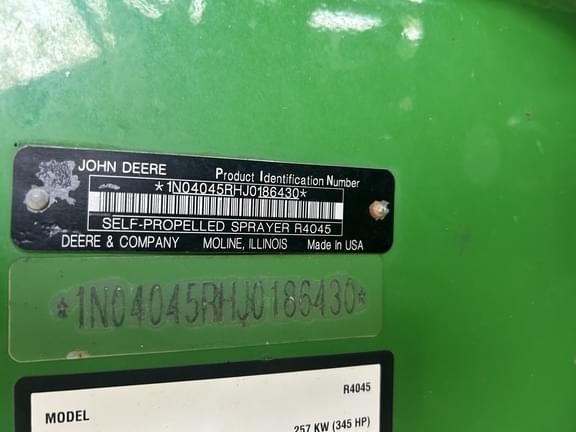 JOHN DEERE
Product Identification Number
*1N04045RHJ0186430*
SELF-PROPELLED SPRAYER R4045
DEERE & COMPANY MOLINE, ILLINOIS Made In USA
*1N04045RHJ0186430*
R4045
MODEL
257 KW (345 HP)